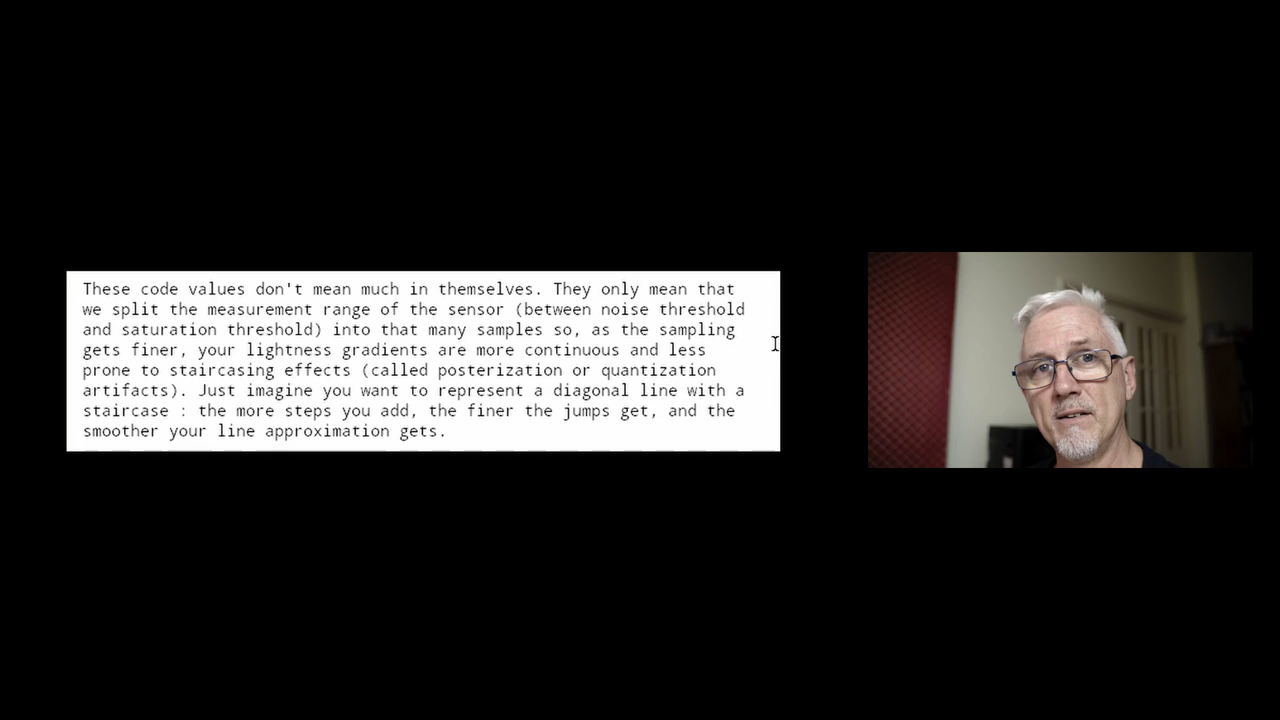 These code values don't mean much in themselves. They only mean that
we split the measurement range of the sensor (between noise threshold
and saturation threshold) into that many samples so, as the sampling
gets finer, your lightness gradients are more continuous and less
prone to staircasing effects (called posterization or quantization
artifacts). Just imagine you want to represent a diagonal line with a
staircase : the more steps you add, the finer the jumps get, and the
smoother your line approximation gets.